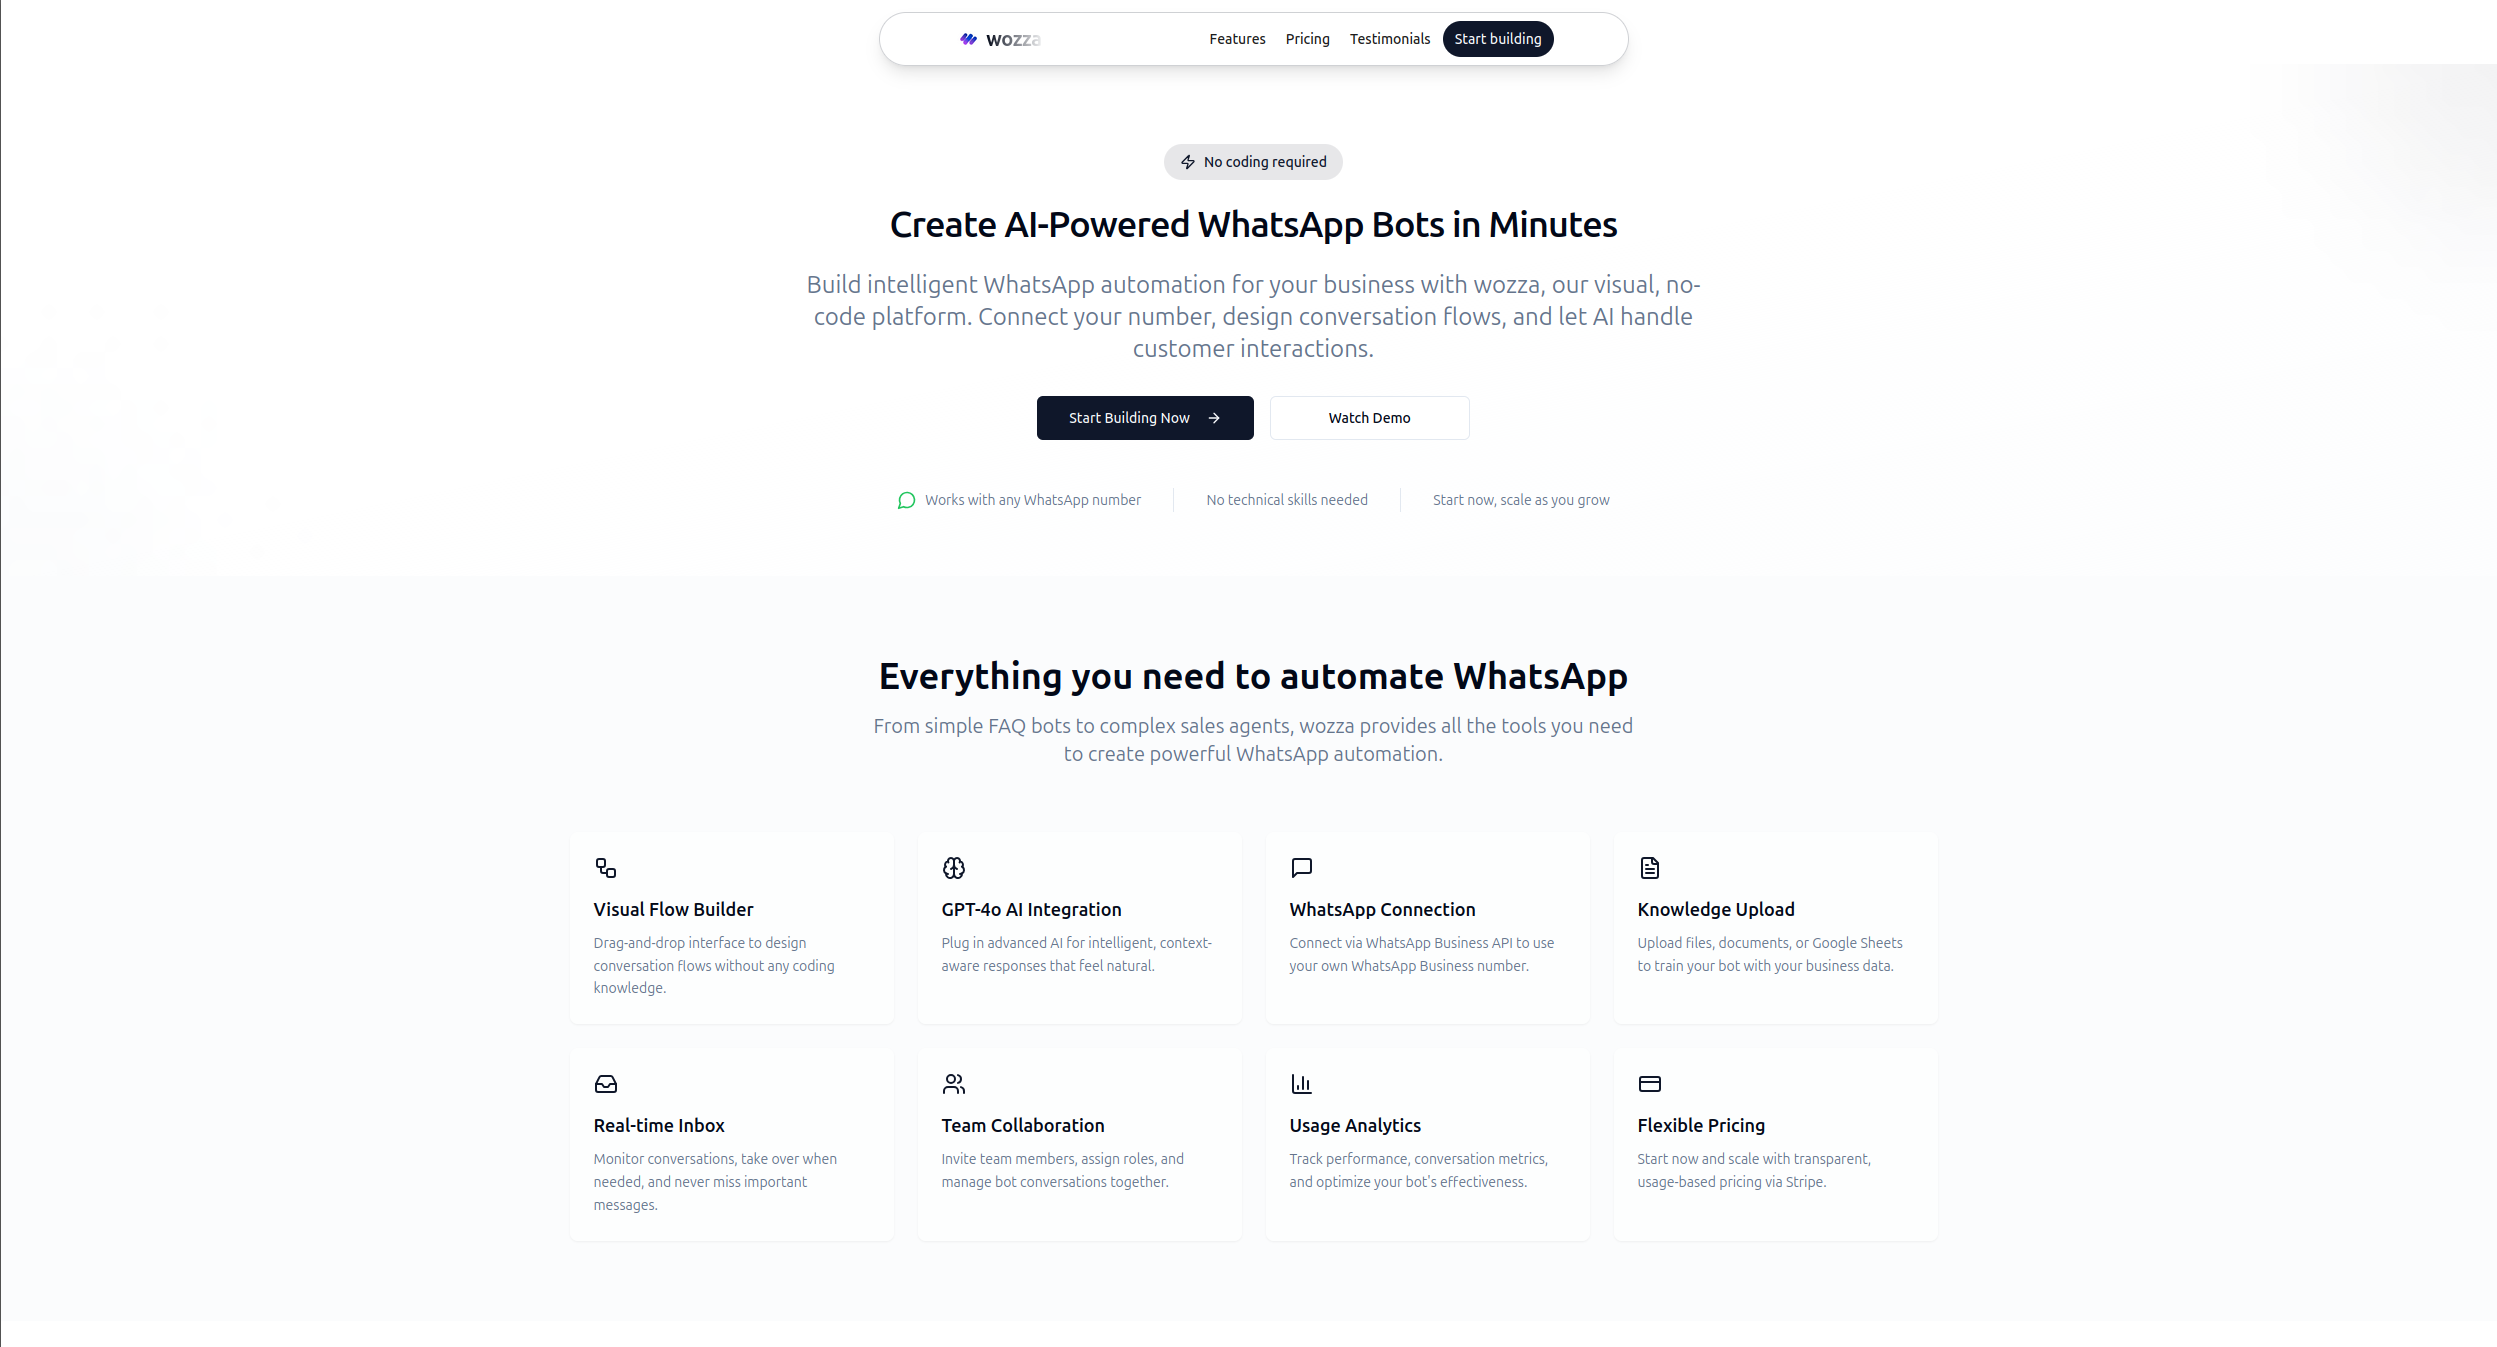 wozza
Features
Pricing
Testimonials
Start building
No coding required
Create AI-Powered WhatsApp Bots in Minutes
Build intelligent WhatsApp automation for your business with wozza, our visual, no-
code platform. Connect your number, design conversation flows, and let AI handle
customer interactions.
Start Building Now
Watch Demo
Works with any WhatsApp number
No technical skills needed
Start now, scale as you grow
Everything you need to automate WhatsApp
From simple FAQ bots to complex sales agents, wozza provides all the tools you need
to create powerful WhatsApp automation.
Visual Flow Builder
Drag-and-drop interface to design
conversation flows without any coding
knowledge.
GPT-4o AI Integration
Plug in advanced AI for intelligent, context-
aware responses that feel natural.
WhatsApp Connection
Connect via WhatsApp Business API to use
your own WhatsApp Business number.
Knowledge Upload
Upload files, documents, or Google Sheets
to train your bot with your business data.
Real-time Inbox
Monitor conversations, take over when
needed, and never miss important
messages.
Team Collaboration
Invite team members, assign roles, and
manage bot conversations together.
Usage Analytics
Track performance, conversation metrics,
and optimize your bot's effectiveness.
Flexible Pricing
Start now and scale with transparent,
usage-based pricing via Stripe.